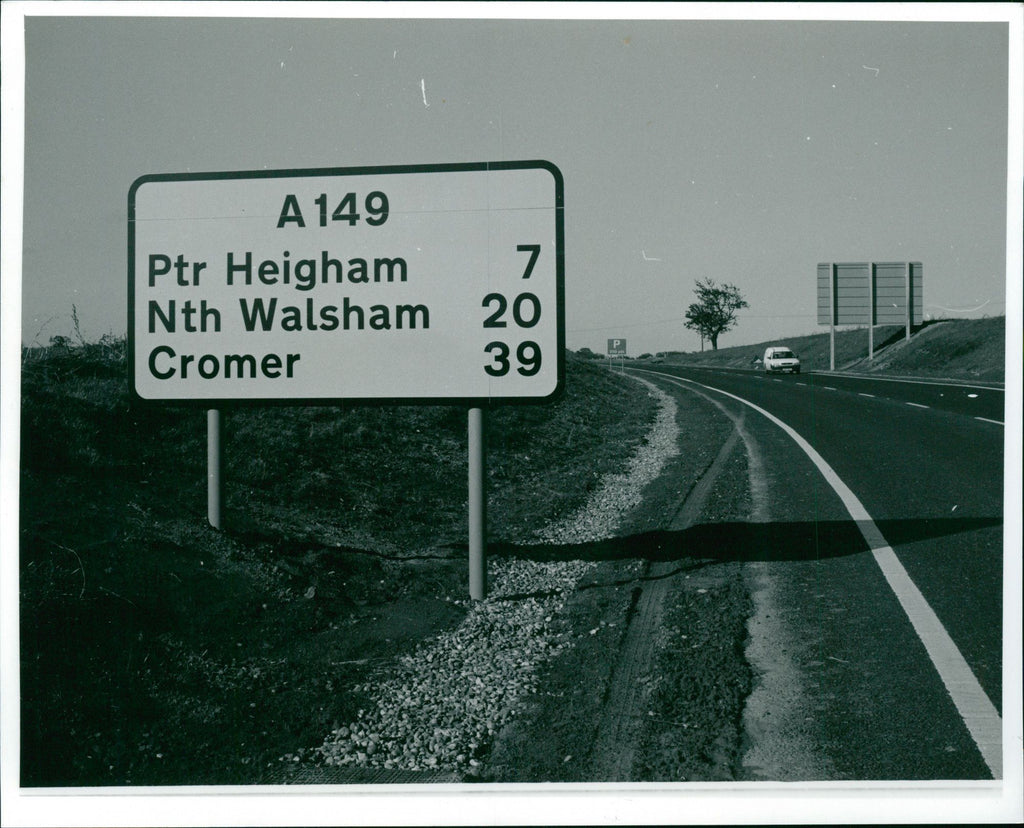 A149
Ptr Heigham 7
Nth Walsham 20
Cromer 39
P